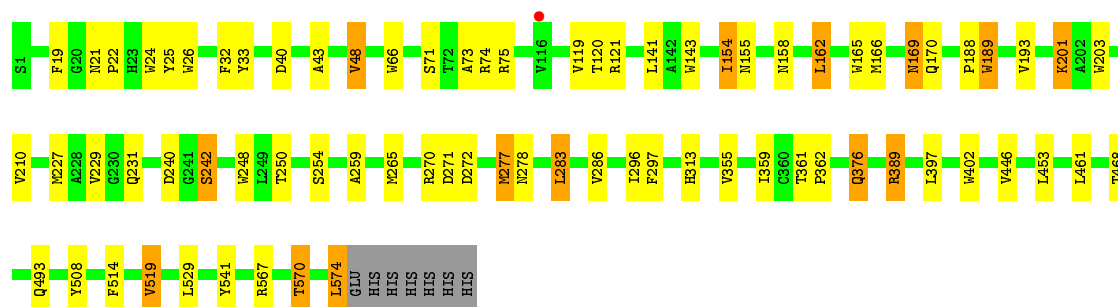 S1 F19 G20 N21 P22 H23 W24 Y25 W26 F32 Y33 D40 A43 V48 W66 S71 T72 A73 R74 R75 V116 V119 T120 R121 L141 A142 W143 I154 N155 N158 L162 W165 M166 N169 Q170 P188 W189 V193 K201 A202 W203
V210 M227 A228 V229 G230 Q231 D240 G241 S242 W248 L249 T250 S254 A259 M265 R270 D271 D272 M277 N278 L283 V286 I296 F297 H313 V355 I359 C360 T361 P362 Q376 R389 L397 W402 V446 L453 L461 T468
Q493 Y508 F514 V519 L529 Y541 R567 T570 L574 GLU HIS HIS HIS HIS HIS HIS